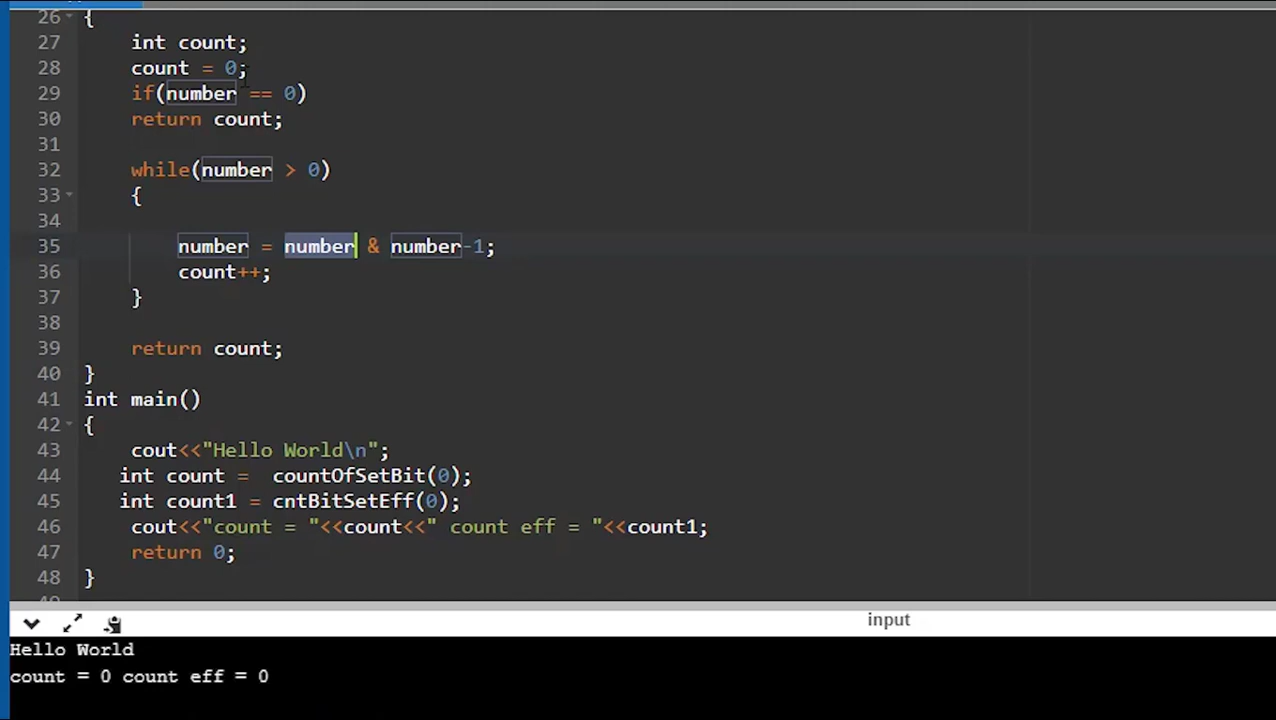 26 {
27 int count;
28 count = 0;
29 if(number == 0)
30 return count;
31
32 while(number > 0)
33 {
34
35 number = number & number-1;
36 count++;
37 }
38
39 return count;
40 }
41 int main()
42 {
43 cout<<"Hello World\n";
44 int count =  countOfSetBit(0);
45 int count1 = cntBitSetEff(0);
46 cout<<"count = "<<count<<" count eff = "<<count1;
47 return 0;
48 }
input
Hello World
count = 0 count eff = 0